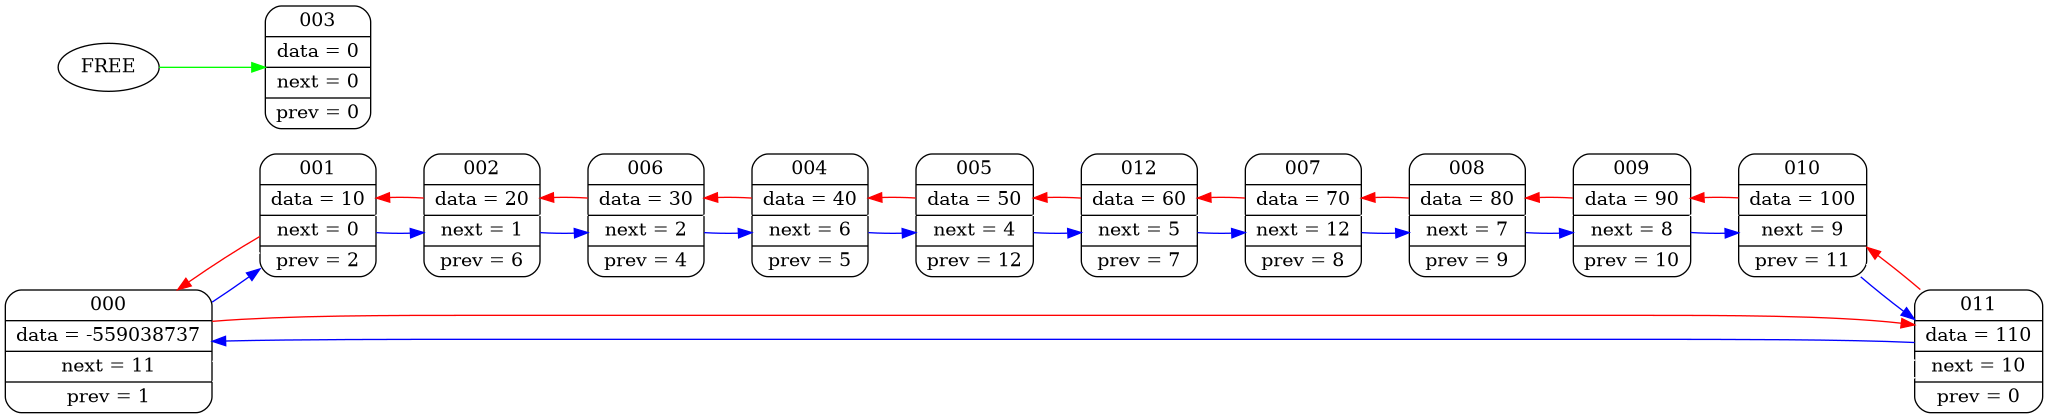 FREE
003
data = 0
next = 0
prev = 0
001
data = 10
next = 0
prev = 2
002
data = 20
next = 1
prev = 6
006
data = 30
next = 2
prev = 4
004
data = 40
next = 6
prev = 5
005
data = 50
next = 4
prev = 12
012
data = 60
next = 5
prev = 7
007
data = 70
next = 12
prev = 8
008
data = 80
next = 7
prev = 9
009
data = 90
next = 8
prev = 10
010
data = 100
next = 9
prev = 11
000
data = -559038737
next = 11
prev = 1
011
data = 110
next = 10
prev = 0